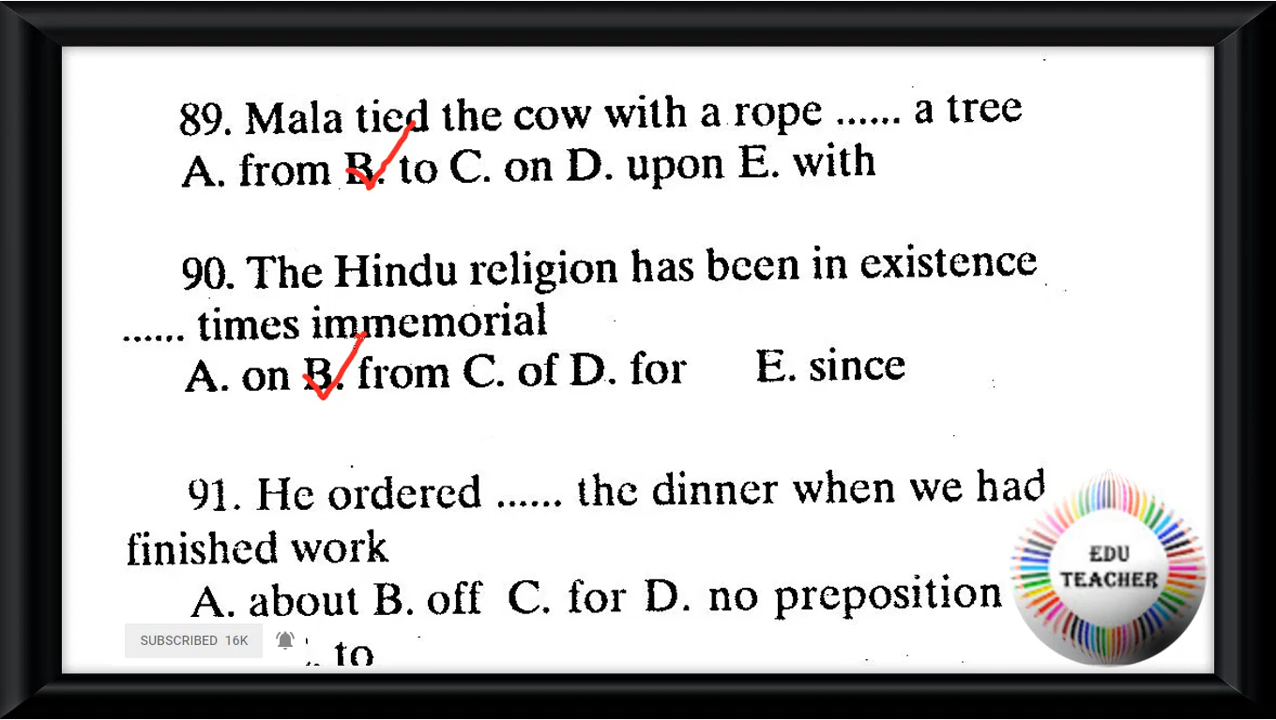 89. Mala tied the cow with a rope ...... a tree
A. from B. to C. on D. upon E. with
90. The Hindu religion has been in existence
...... times immemorial
A. on B. from C. of D. for E. since
91. He ordered ...... the dinner when we had
finished work
A. about B. off C. for D. no preposition
. to
EDU
TEACHER
SUBSCRIBED 16K